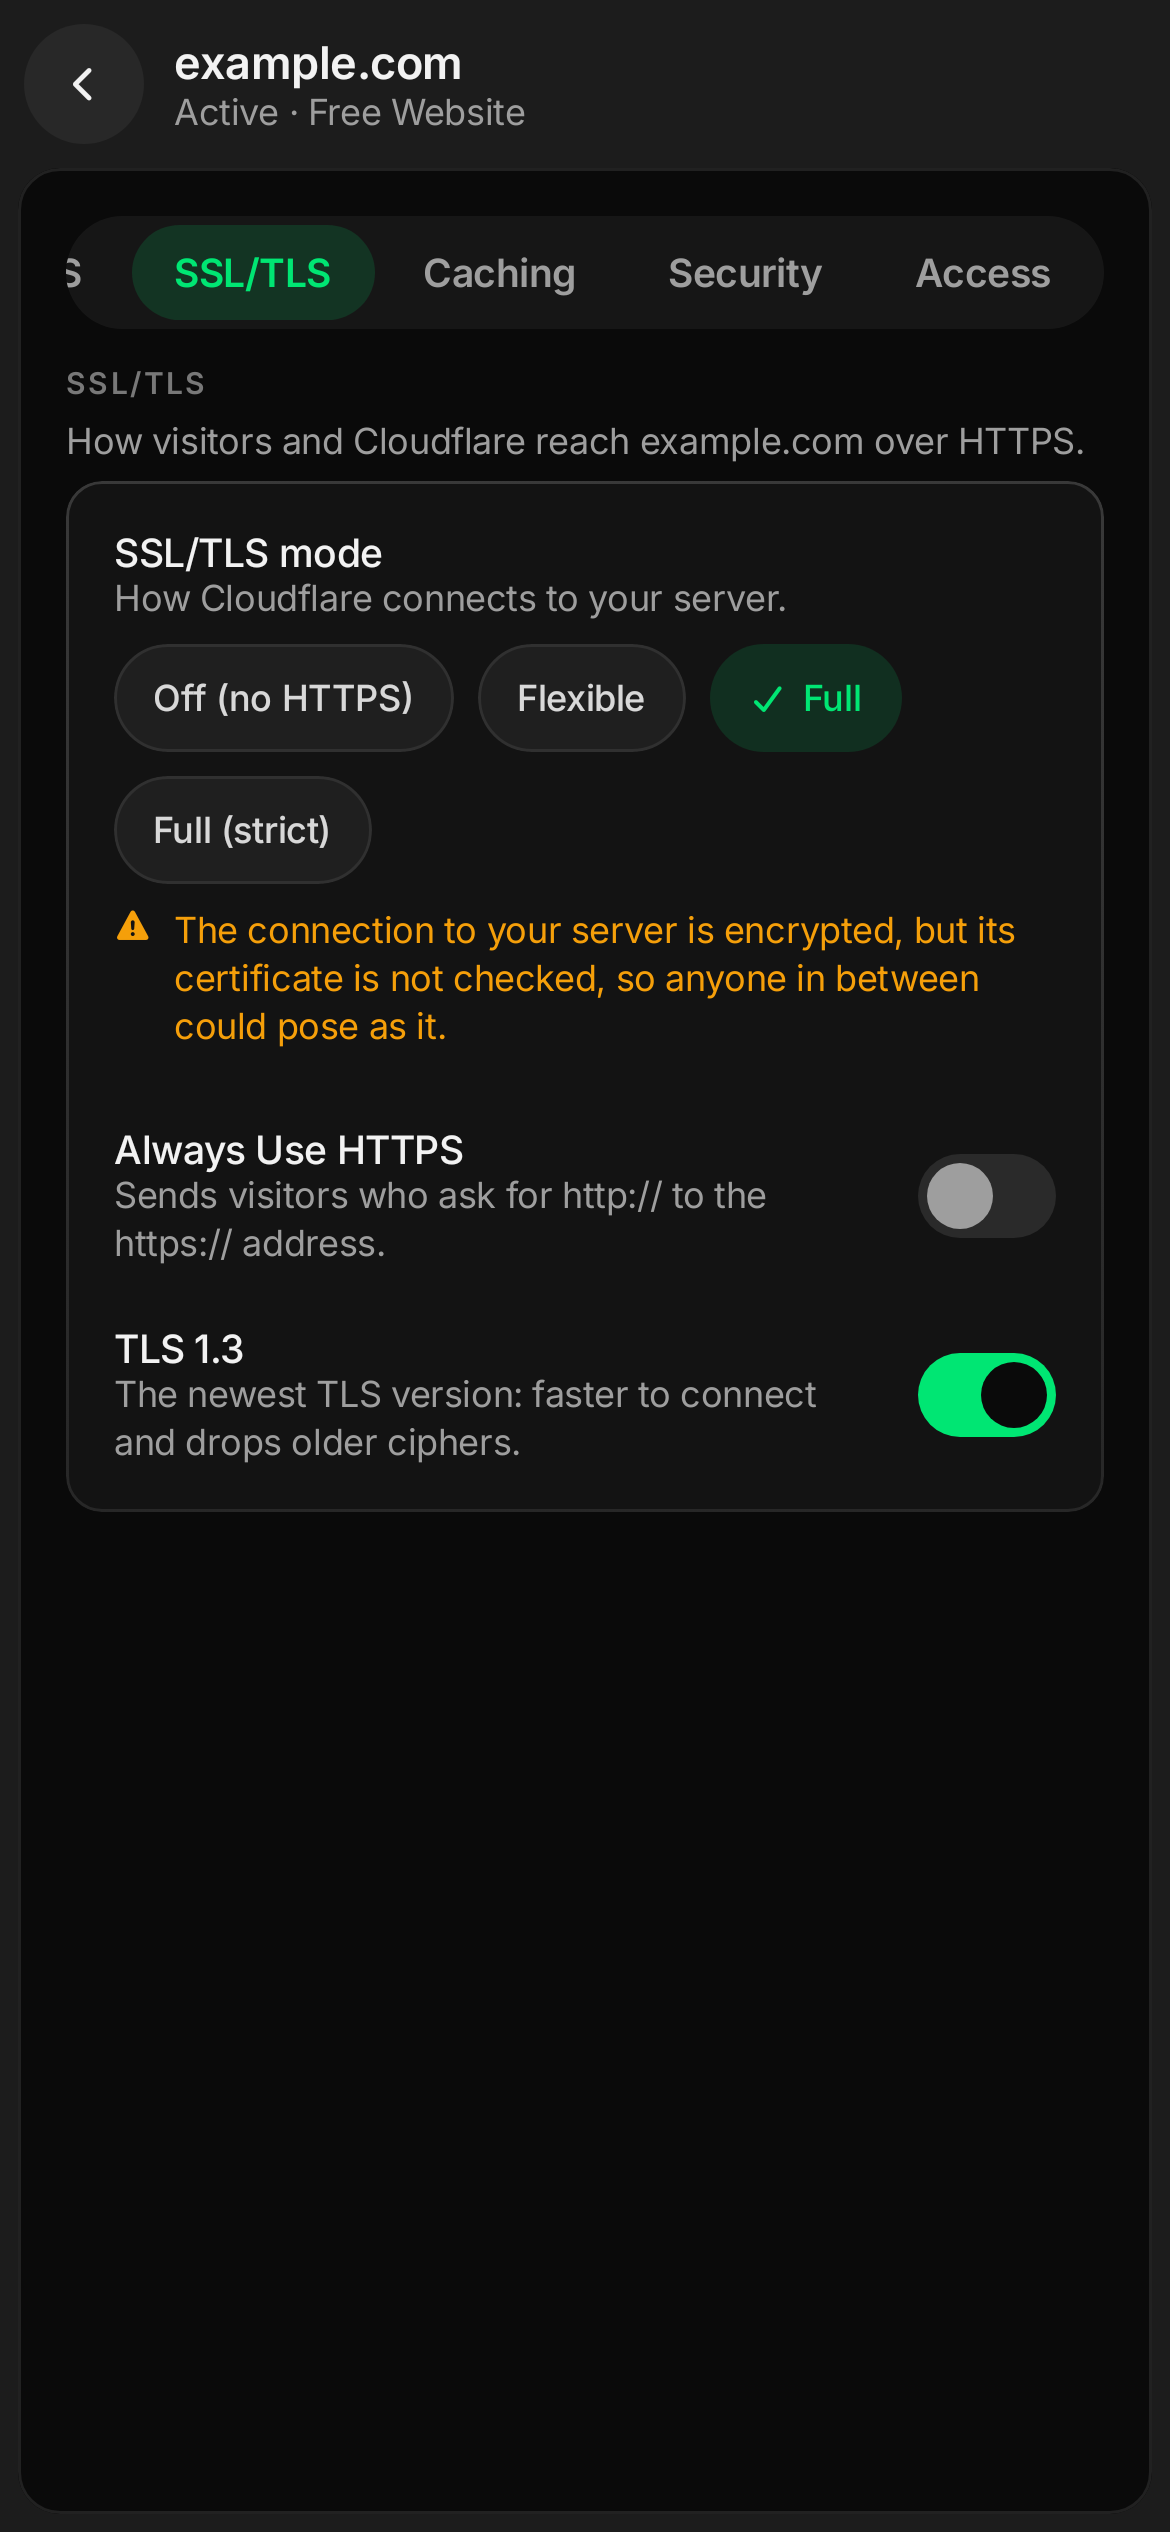 example.com
Active · Free Website
S
SSL/TLS
Caching
Security
Access
SSL/TLS
How visitors and Cloudflare reach example.com over HTTPS.
SSL/TLS mode
How Cloudflare connects to your server.
Off (no HTTPS)
Flexible
Full
Full (strict)
The connection to your server is encrypted, but its
certificate is not checked, so anyone in between
could pose as it.
Always Use HTTPS
Sends visitors who ask for http:// to the
https:// address.
TLS 1.3
The newest TLS version: faster to connect
and drops older ciphers.